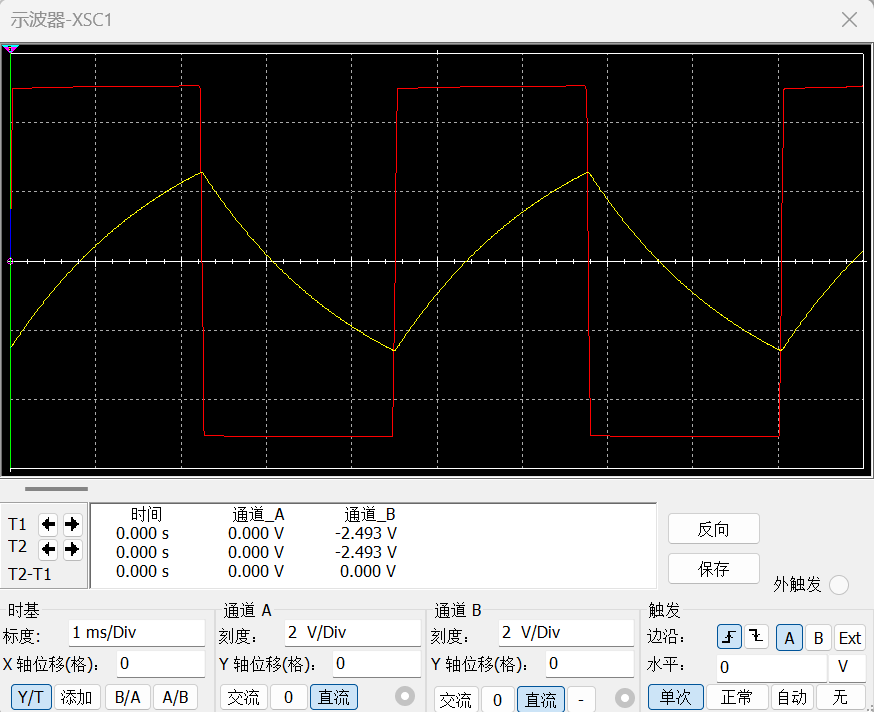 示波器-XSC1
时间 通道_A 通道_B
T1 0.000 s 0.000 V -2.493 V
T2 0.000 s 0.000 V -2.493 V
T2-T1 0.000 s 0.000 V 0.000 V
反向
保存
外触发
时基
标度: 1 ms/Div
X 轴位移(格): 0
Y/T 添加 B/A A/B
通道 A
刻度: 2 V/Div
Y 轴位移(格): 0
交流 0 直流
通道 B
刻度: 2 V/Div
Y 轴位移(格): 0
交流 0 直流 -
触发
边沿: A B Ext
水平: 0 V
单次 正常 自动 无